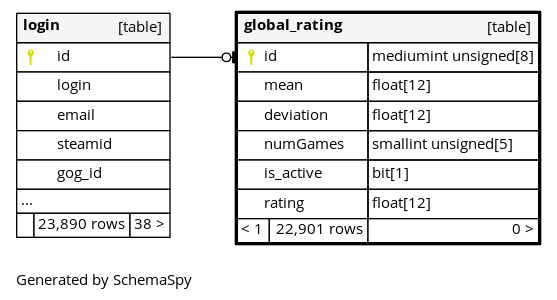 login [table]
id
login
email
steamid
gog_id
...
23,890 rows 38 >
global_rating [table]
id mediumint unsigned[8]
mean float[12]
deviation float[12]
numGames smallint unsigned[5]
is_active bit[1]
rating float[12]
< 1 22,901 rows 0 >
Generated by SchemaSpy